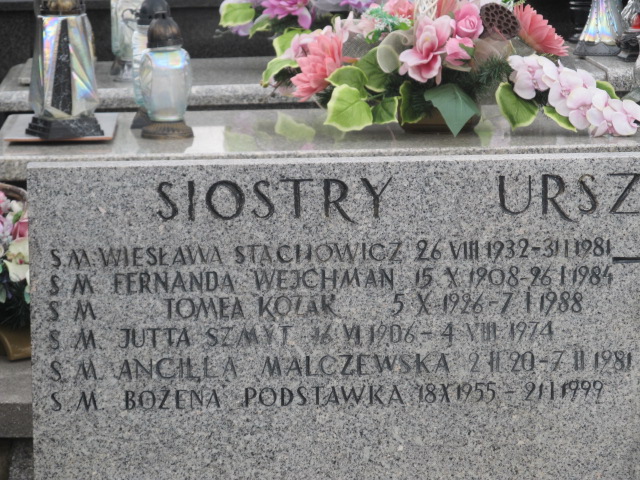 SIOSTRY URSZ
S.M. WIESŁAWA STACHOWICZ 26 VIII 1932-31 I 1981
S M FERNANDA WEJCHMAN 15 X 1908-26 I 1984
S M TOMEA KOZAK 5 X-1926-7 I 1988
S. M. JUTTA SZMYT 16 VI 1906-4 VIII 1974
S. M. ANCILLA MALCZEWSKA 2 II 20-7 II 1981
S. M. BOŻENA PODSTAWKA 18 X 1955-21 I 1999